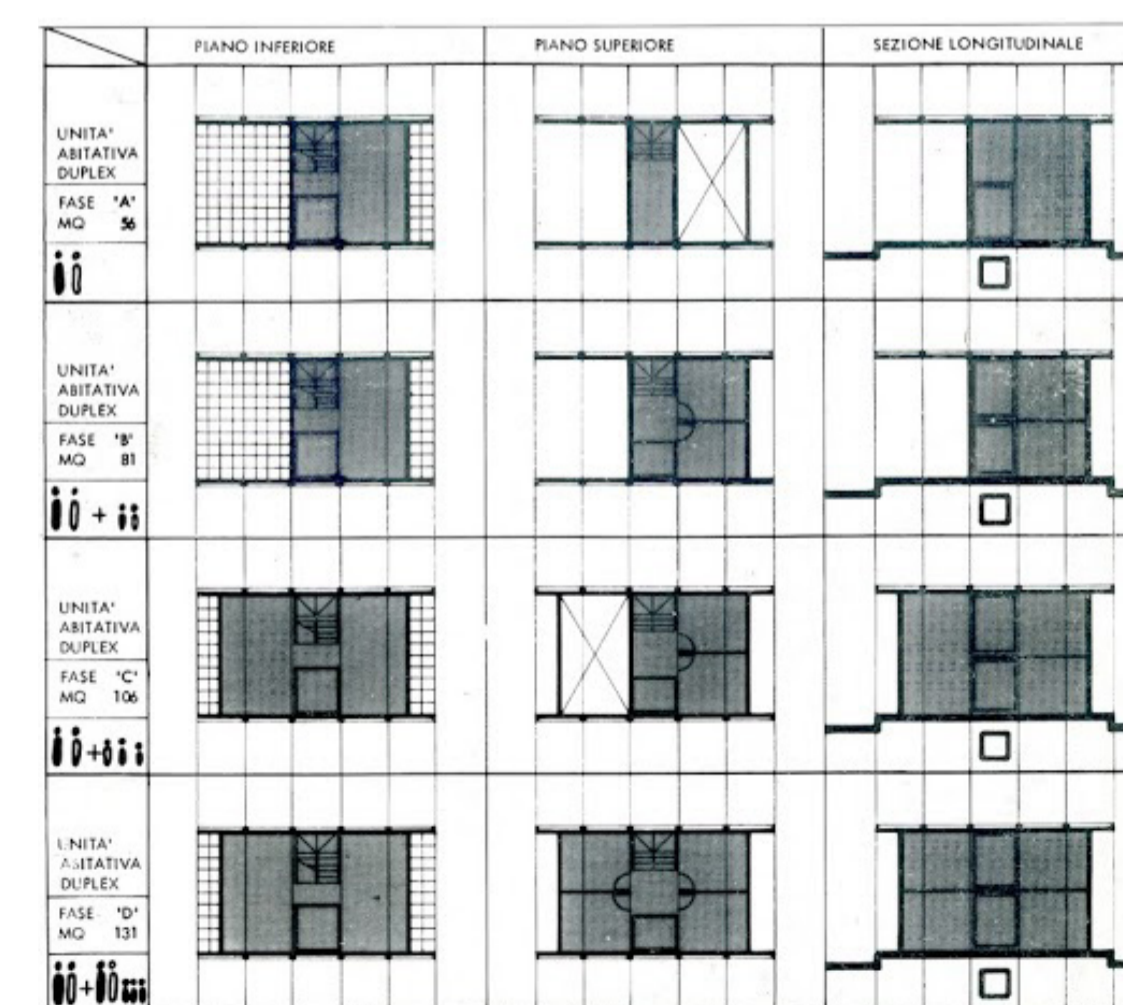 PIANO INFERIORE
PIANO SUPERIORE
SEZIONE LONGITUDINALE
UNITA'
ABITATIVA
DUPLEX
FASE 'A'
MQ 56
UNITA'
ABITATIVA
DUPLEX
FASE 'B'
MQ 81
+
UNITA'
ABITATIVA
DUPLEX
FASE 'C'
MQ 106
+
UNITA'
ABITATIVA
DUPLEX
FASE 'D'
MQ 131
+